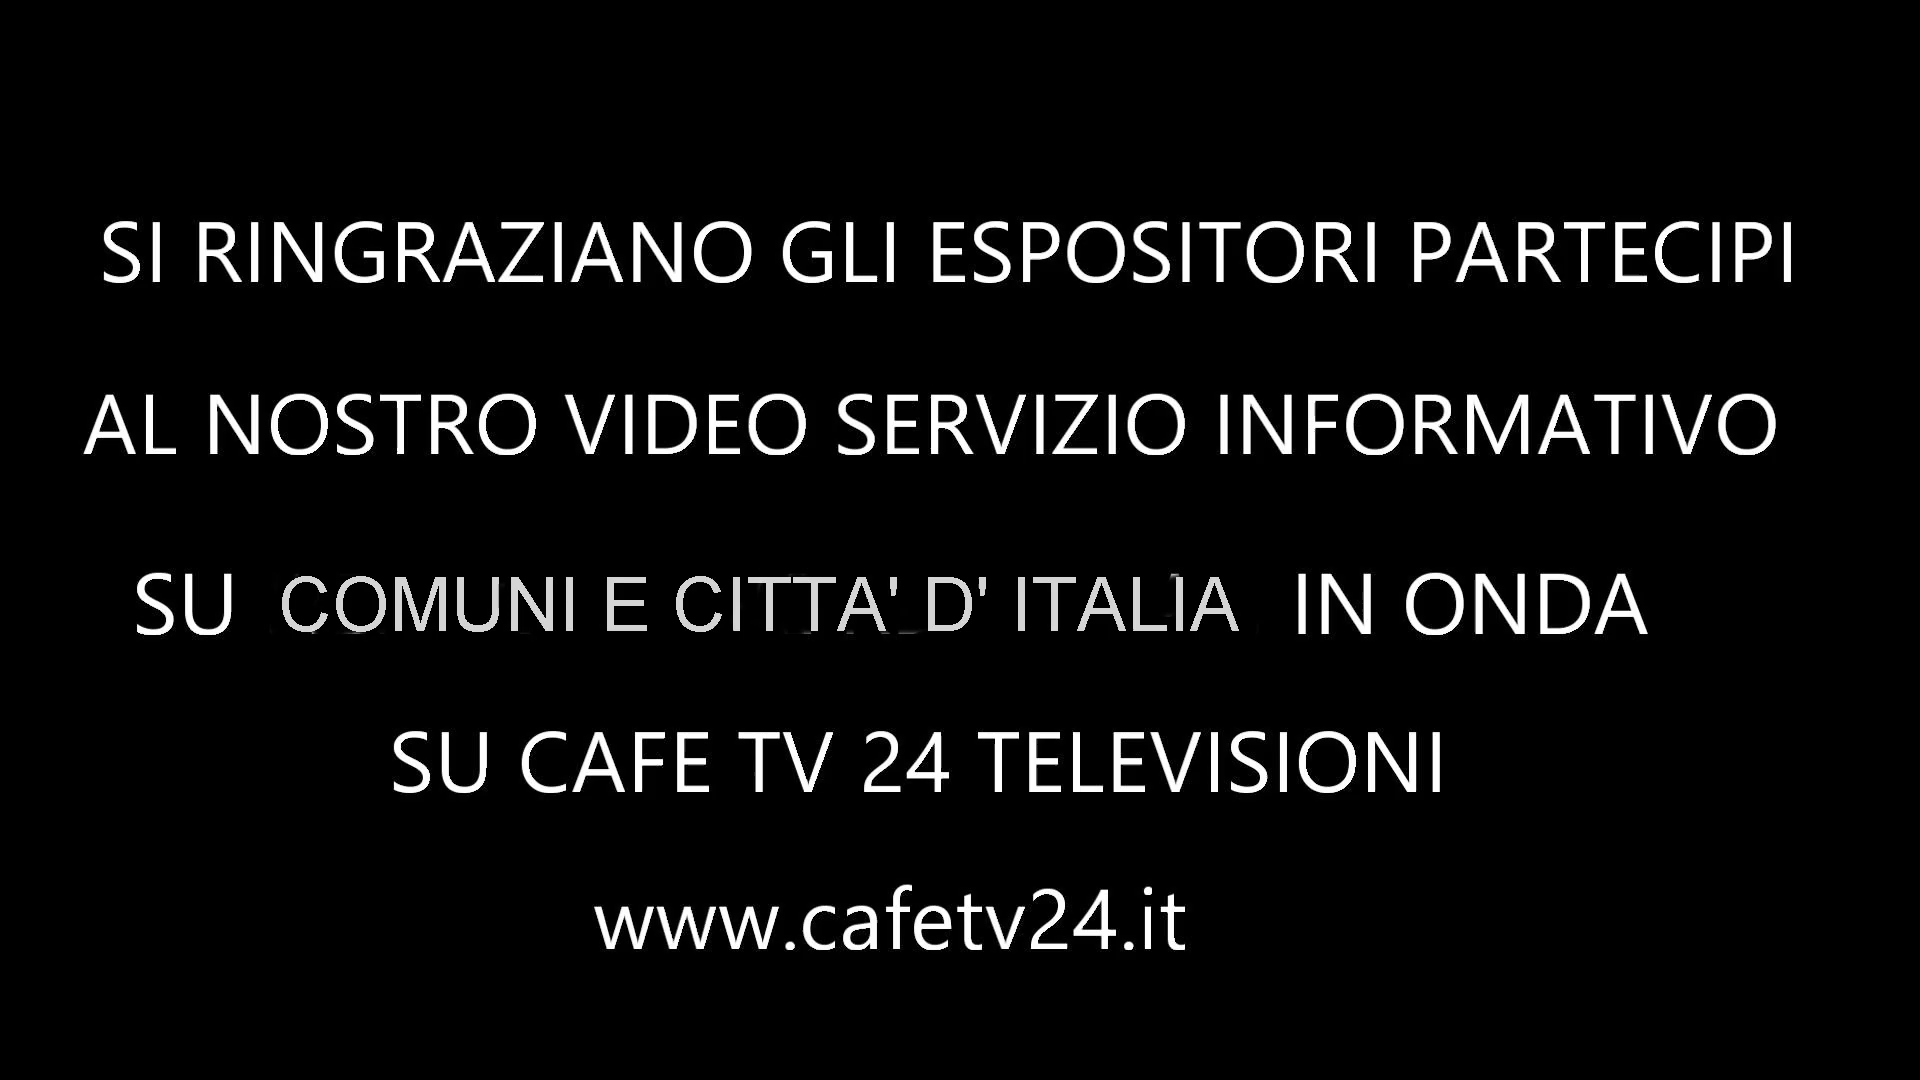 SI RINGRAZIANO GLI ESPOSITORI PARTECIPI
AL NOSTRO VIDEO SERVIZIO INFORMATIVO
SU COMUNI E CITTA' D' ITALIA IN ONDA
SU CAFE TV 24 TELEVISIONI
www.cafetv24.it